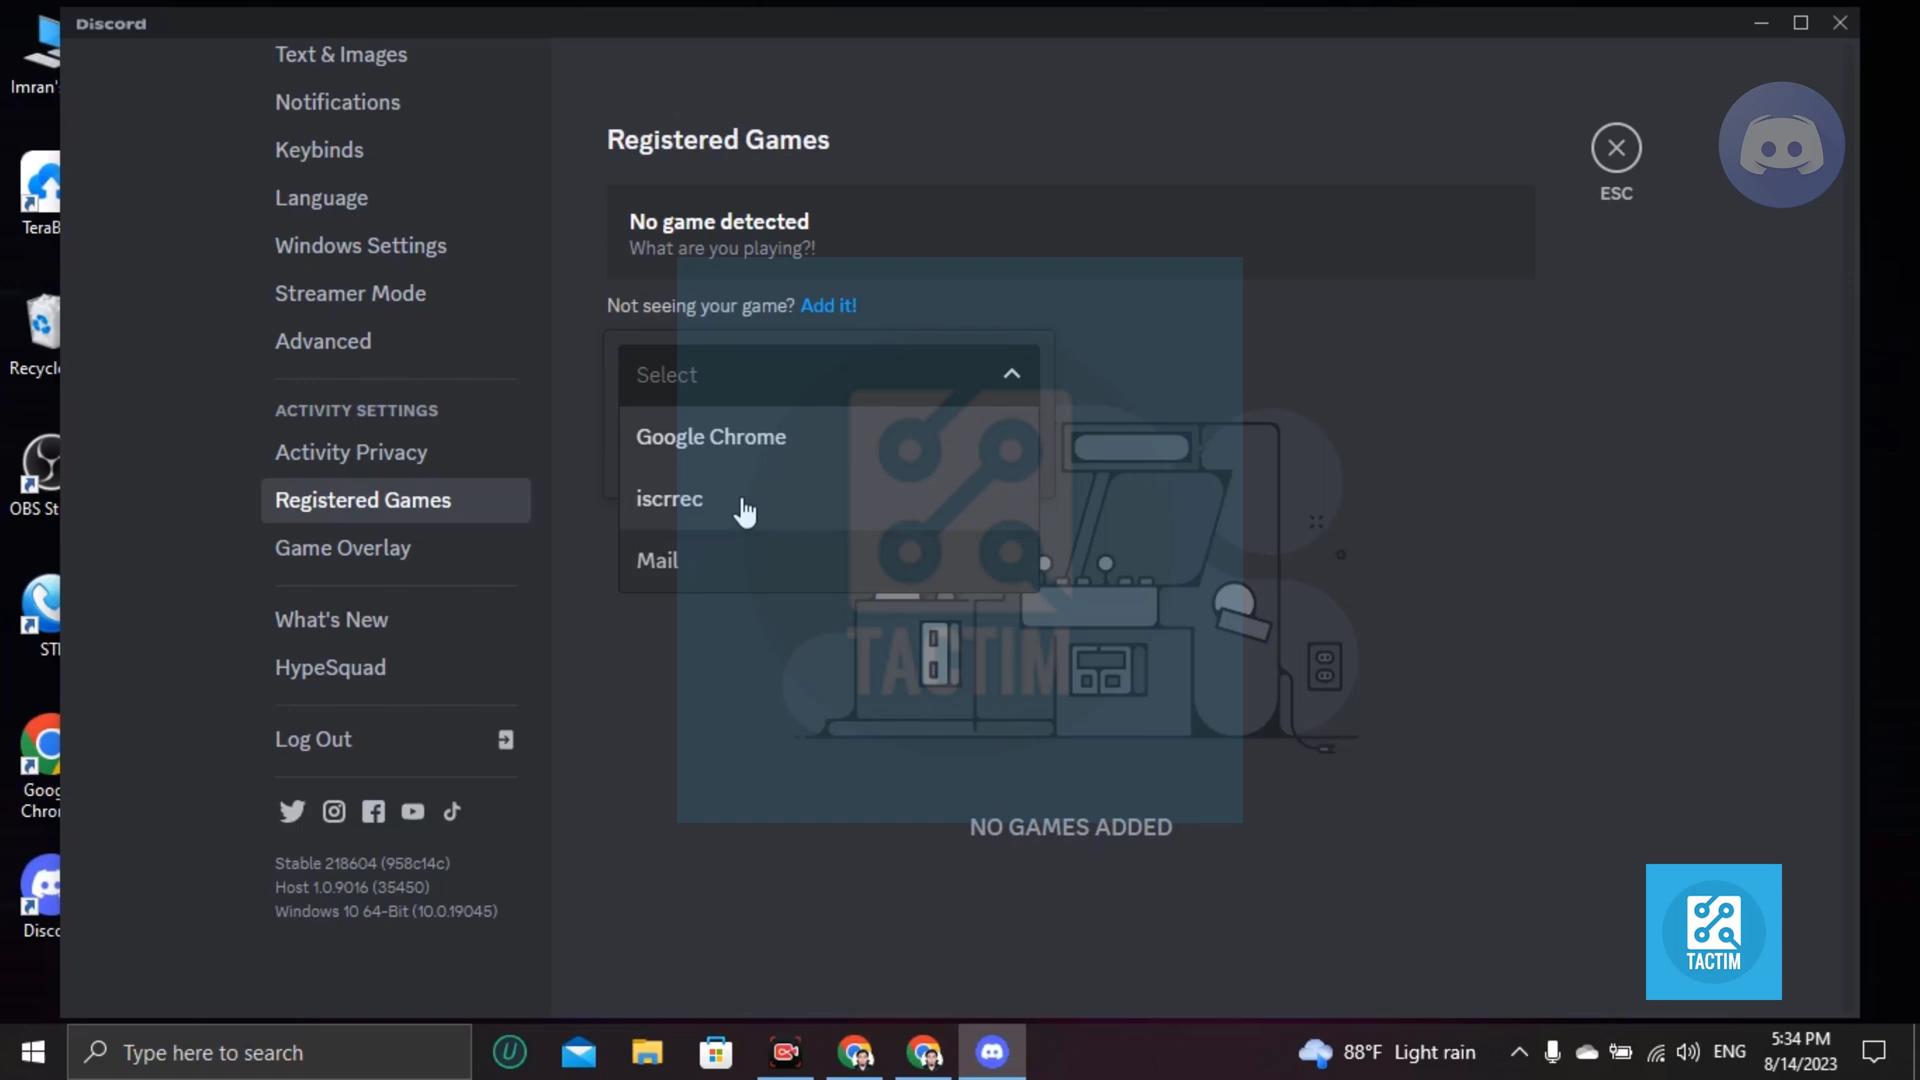 Discord
Imran'
TeraB
Recycle
OBS St
Goog
Chro
Disco
Text & Images
Notifications
Keybinds
Language
Windows Settings
Streamer Mode
Advanced
ACTIVITY SETTINGS
Activity Privacy
Registered Games
Game Overlay
What's New
HypeSquad
Log Out
Stable 218604 (958c14c)
Host 1.0.9016 (35450)
Windows 10 64-Bit (10.0.19045)
Registered Games
ESC
No game detected
What are you playing?!
Not seeing your game? Add it!
Select
Google Chrome
iscrrec
Mail
TACTIM
NO GAMES ADDED
TACTIM
Type here to search
88°F Light rain
ENG
5:34 PM
8/14/2023